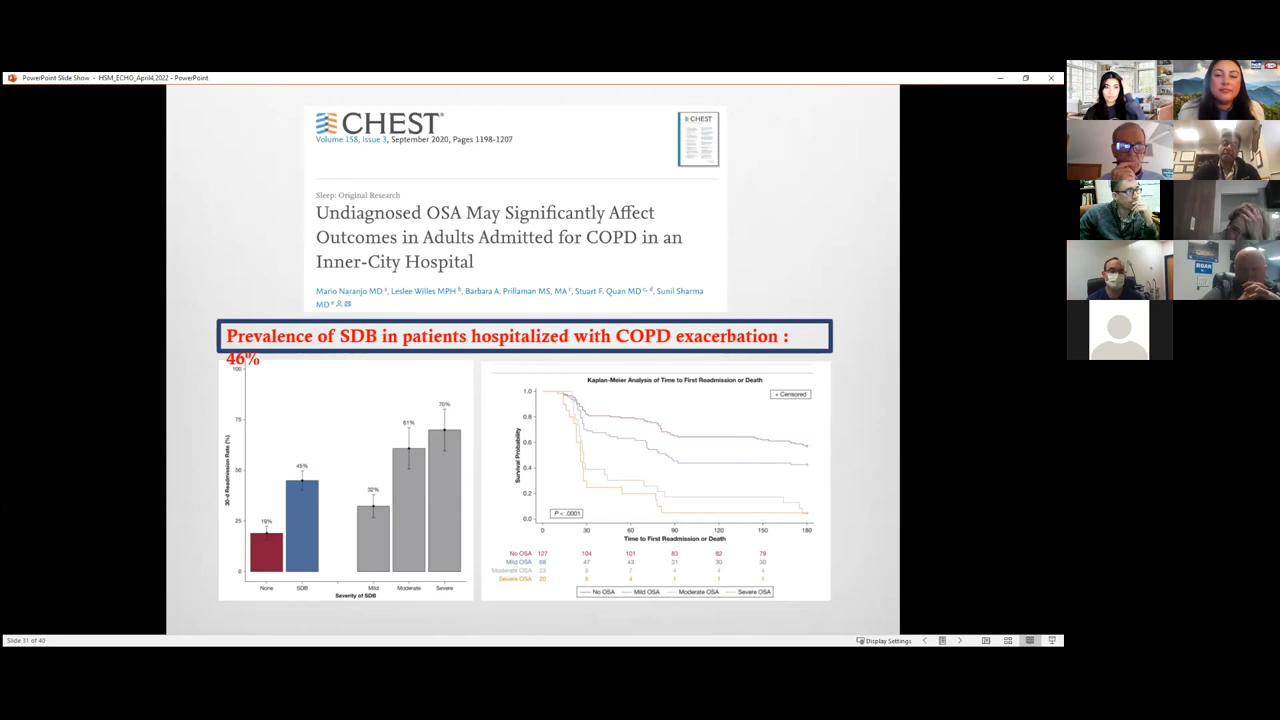 PowerPoint Slide Show - HSM_ECHO_April4,2022 - PowerPoint
CHEST
CHEST
Volume 158, Issue 3, September 2020, Pages 1198-1207
Sleep: Original Research
Undiagnosed OSA May Significantly Affect
Outcomes in Adults Admitted for COPD in an
Inner-City Hospital
Mario Naranjo MD a, Leslee Willes MPH b, Barbara A. Prillaman MS, MA c, Stuart F. Quan MD c, d, Sunil Sharma
MD e
Prevalence of SDB in patients hospitalized with COPD exacerbation :
46%
30-d Readmission Rate (%)
100
75
50
25
0
19%
45%
32%
61%
70%
None
SDB
Mild
Moderate
Severe
Severity of SDB
Kaplan-Meier Analysis of Time to First Readmission or Death
+ Censored
Survival Probability
1.0
0.8
0.6
0.4
0.2
0.0
P < .0001
0 30 60 90 120 150 180
Time to First Readmission or Death
No OSA 127 104 101 83 82 79
Mild OSA 68 47 43 31 30 30
Moderate OSA 23 8 7 4 4 4
Severe OSA 20 5 4 1 1 1
No OSA Mild OSA Moderate OSA Severe OSA
Slide 31 of 40
Display Settings
ROAR